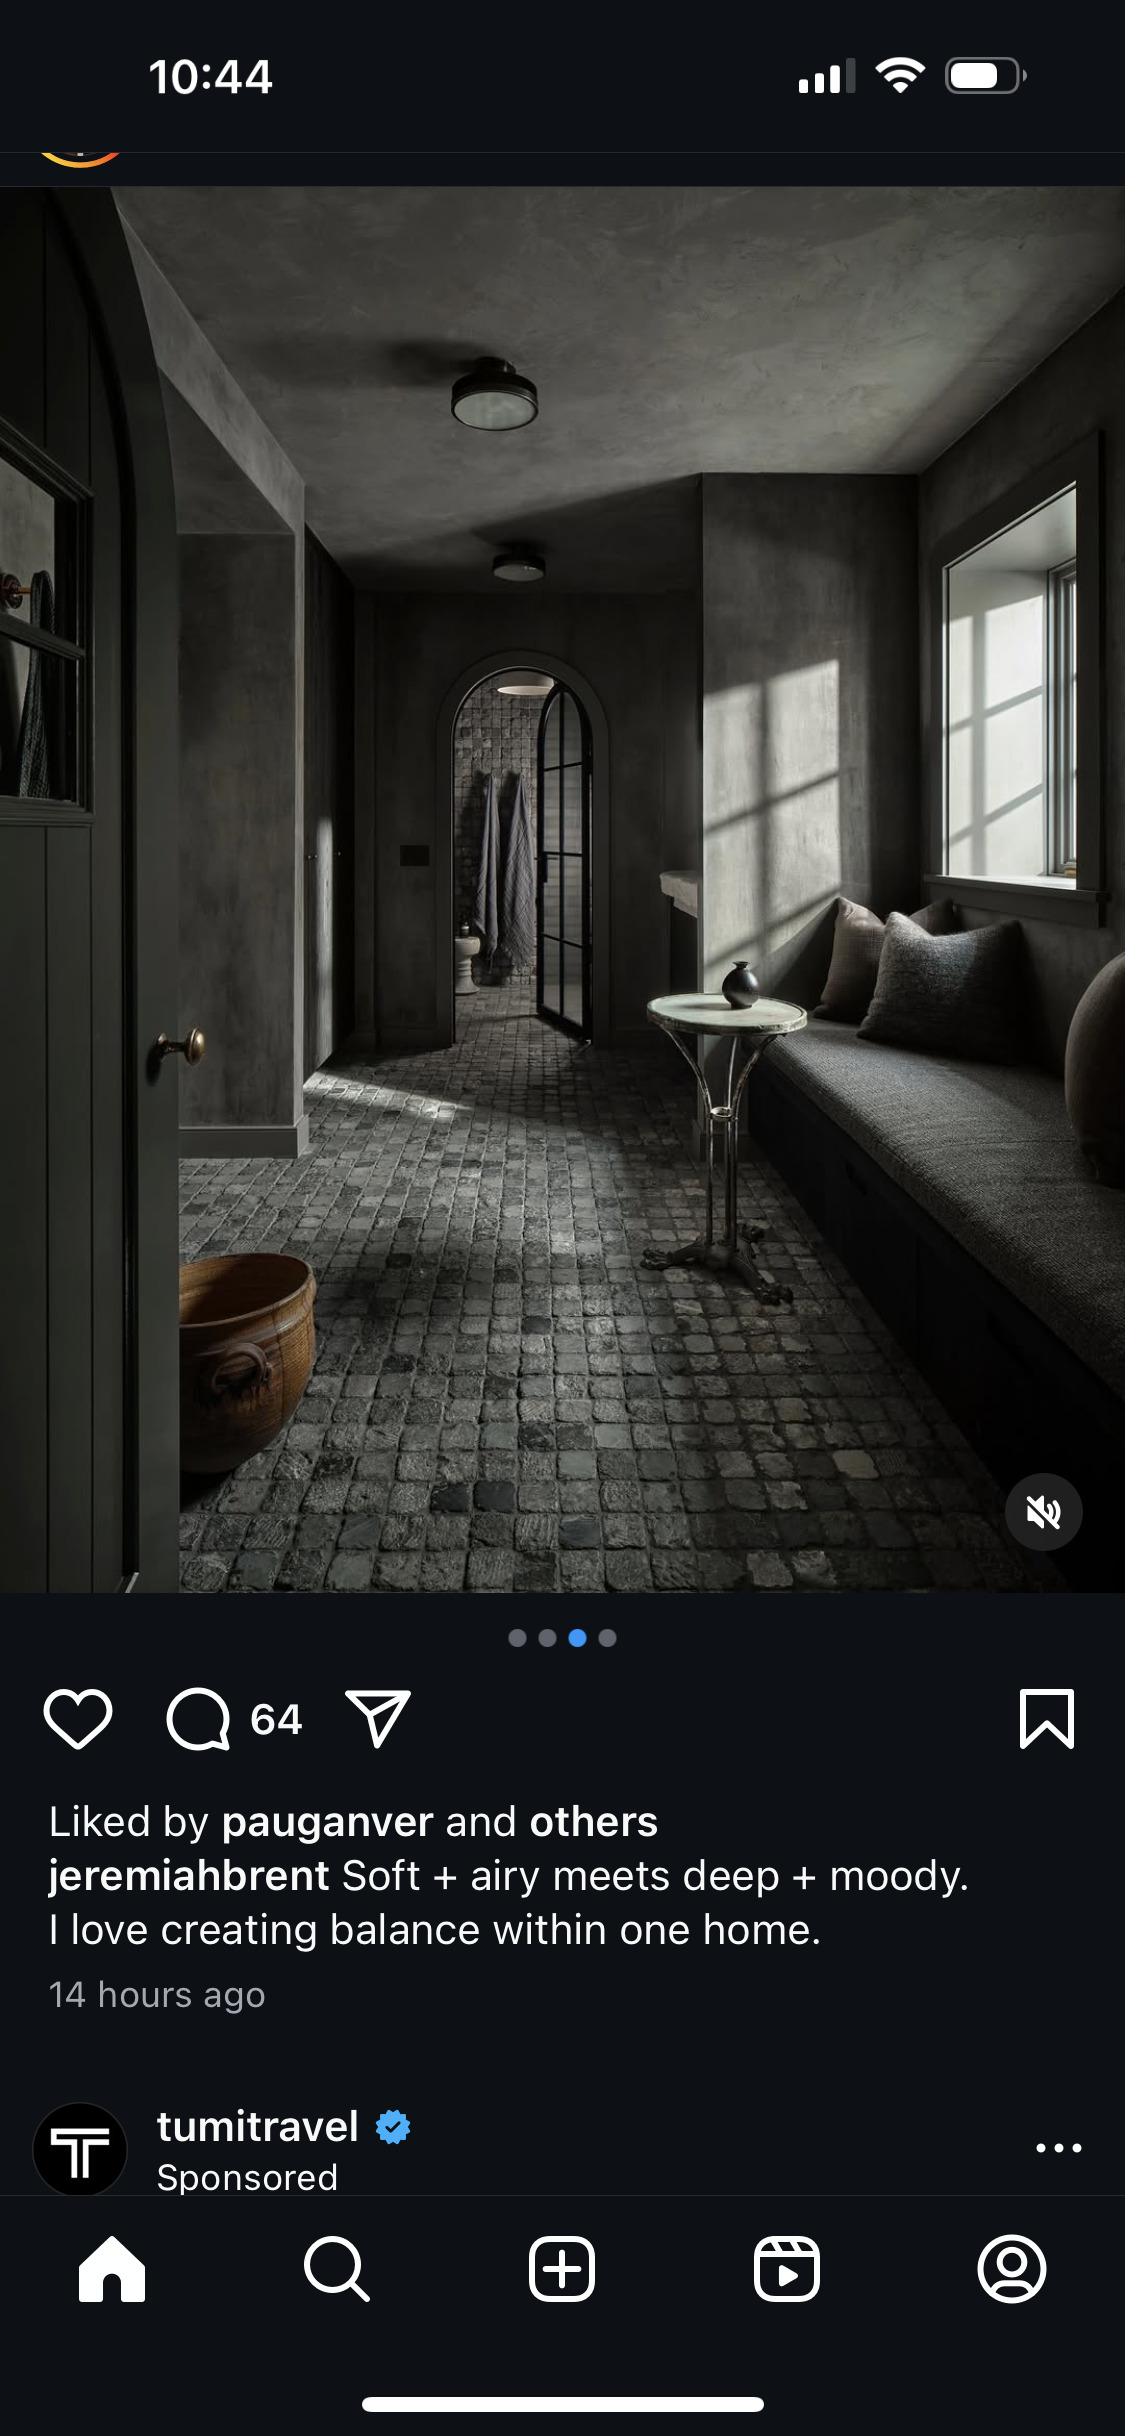 10:44
64
Liked by pauganver and others
jeremiahbrent Soft + airy meets deep + moody.
I love creating balance within one home.
14 hours ago
tumitravel
Sponsored